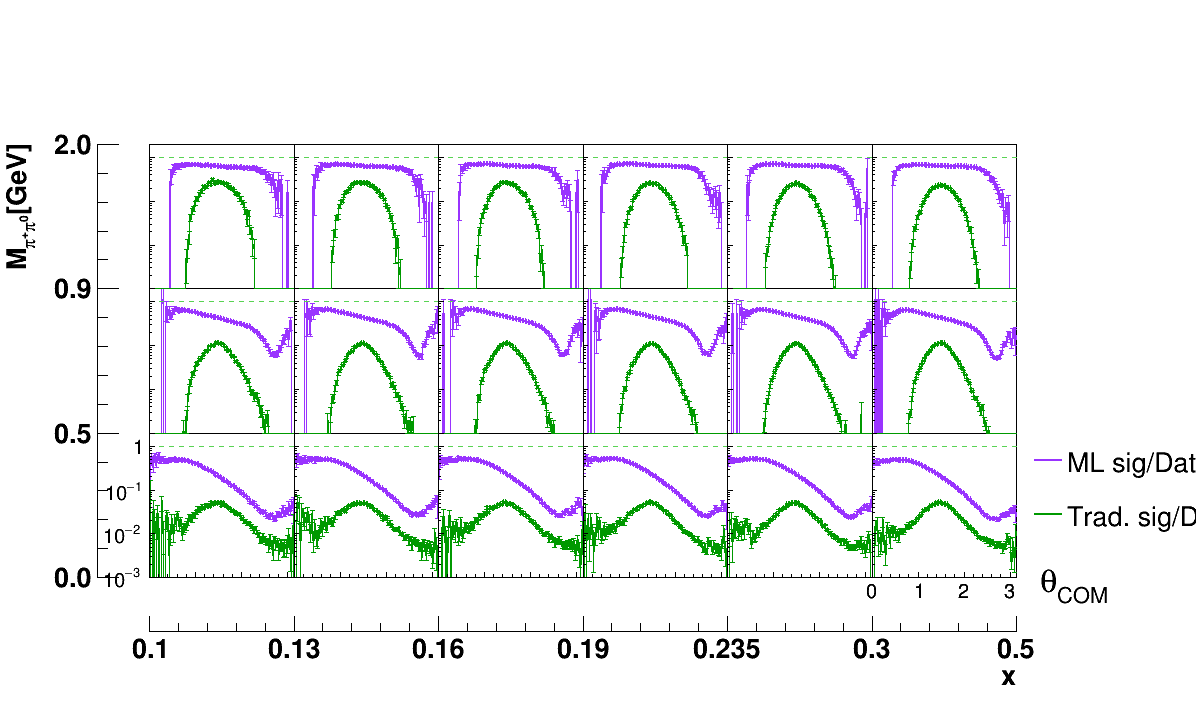 2.0
M_{π⁺π⁰}[GeV]
0.9
0.5
1
10⁻¹
10⁻²
10⁻³
0.0
ML sig/Dat
Trad. sig/D
0 1 2 3
θ_{COM}
0.1 0.13 0.16 0.19 0.235 0.3 0.5
x